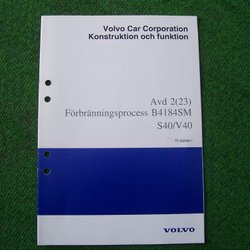 Volvo Car Corporation
Konstruktion och funktion
Avd 2(23)
Förbränningsprocess B4184SM
S40/V40
VOLVO